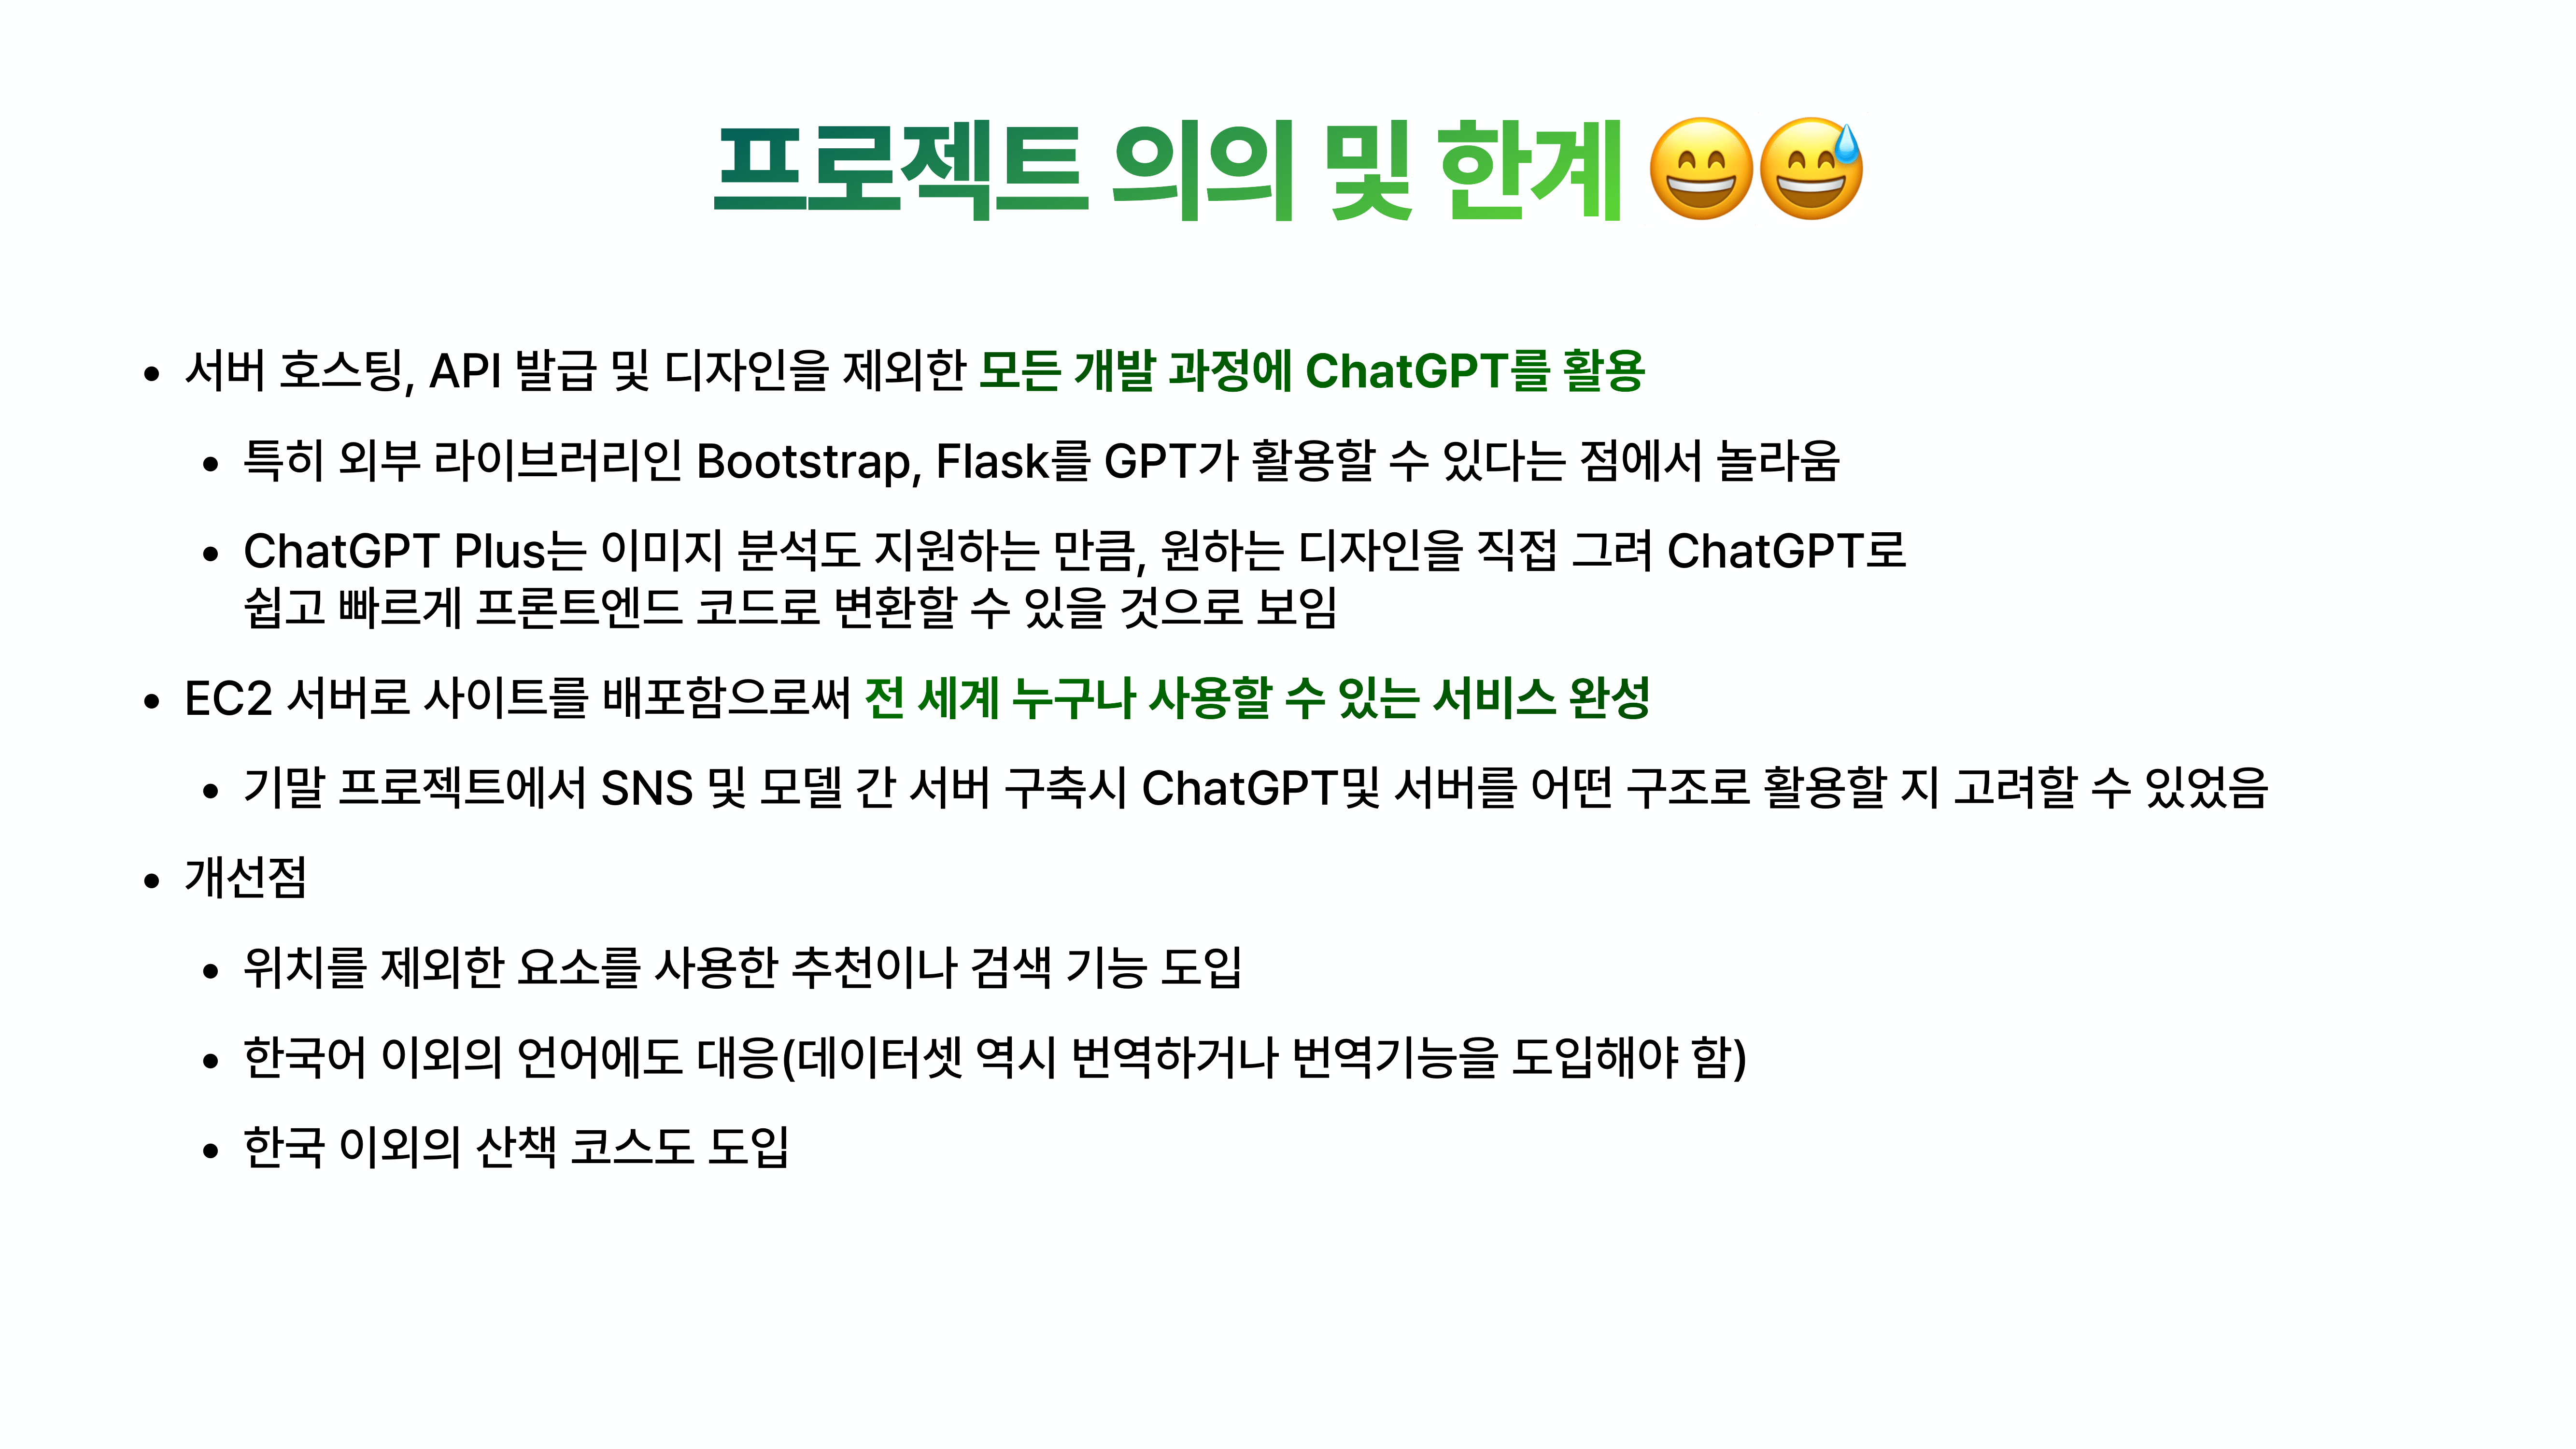 프로젝트 의의 및 한계 😄😅
• 서버 호스팅, API 발급 및 디자인을 제외한 모든 개발 과정에 ChatGPT를 활용
• 특히 외부 라이브러리인 Bootstrap, Flask를 GPT가 활용할 수 있다는 점에서 놀라움
• ChatGPT Plus는 이미지 분석도 지원하는 만큼, 원하는 디자인을 직접 그려 ChatGPT로
쉽고 빠르게 프론트엔드 코드로 변환할 수 있을 것으로 보임
• EC2 서버로 사이트를 배포함으로써 전 세계 누구나 사용할 수 있는 서비스 완성
• 기말 프로젝트에서 SNS 및 모델 간 서버 구축시 ChatGPT및 서버를 어떤 구조로 활용할 지 고려할 수 있었음
• 개선점
• 위치를 제외한 요소를 사용한 추천이나 검색 기능 도입
• 한국어 이외의 언어에도 대응(데이터셋 역시 번역하거나 번역기능을 도입해야 함)
• 한국 이외의 산책 코스도 도입